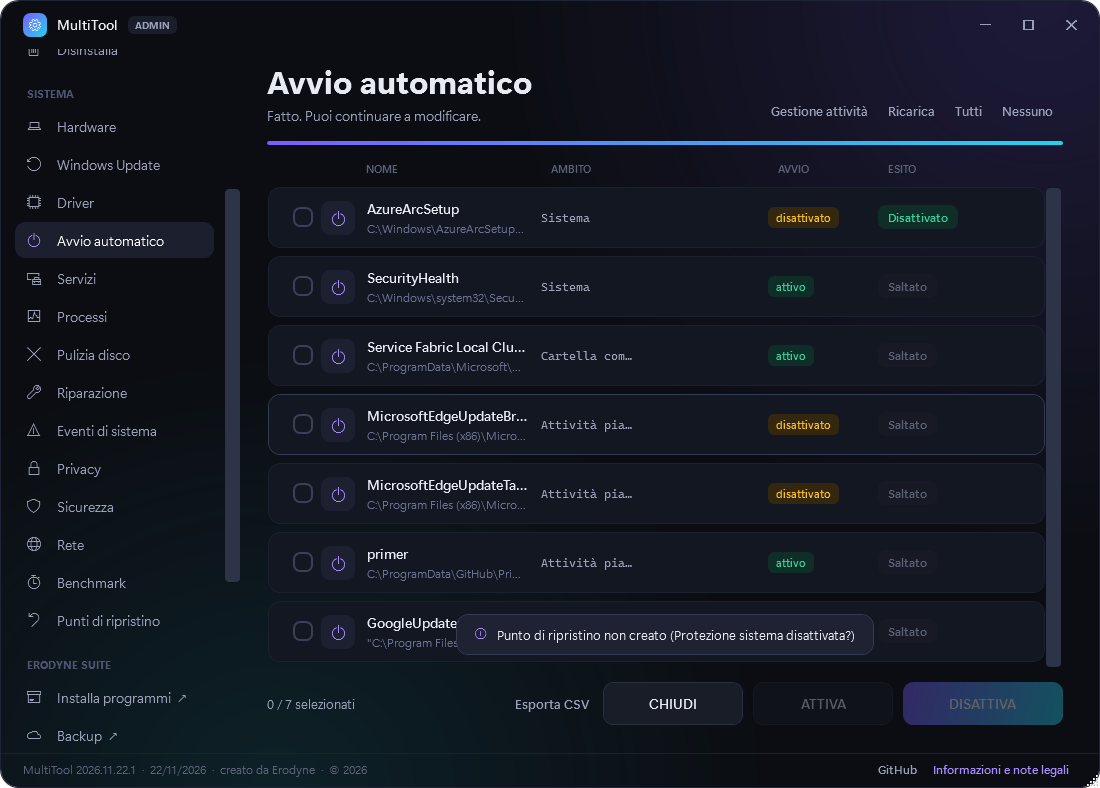 MultiTool ADMIN
Disinstalla
SISTEMA
Hardware
Windows Update
Driver
Avvio automatico
Servizi
Processi
Pulizia disco
Riparazione
Eventi di sistema
Privacy
Sicurezza
Rete
Benchmark
Punti di ripristino
ERODYNE SUITE
Installa programmi ↗
Backup ↗
Avvio automatico
Fatto. Puoi continuare a modificare.
Gestione attività Ricarica Tutti Nessuno
NOME AMBITO AVVIO ESITO
AzureArcSetup
C:\Windows\AzureArcSetup...
Sistema disattivato Disattivato
SecurityHealth
C:\Windows\system32\Secu...
Sistema attivo Saltato
Service Fabric Local Clu...
C:\ProgramData\Microsoft\...
Cartella com… attivo Saltato
MicrosoftEdgeUpdateBr...
C:\Program Files (x86)\Micro...
Attività pia… disattivato Saltato
MicrosoftEdgeUpdateTa...
C:\Program Files (x86)\Micro...
Attività pia… disattivato Saltato
primer
C:\ProgramData\GitHub\Pri...
Attività pia… attivo Saltato
GoogleUpdate
"C:\Program Files
Saltato
Punto di ripristino non creato (Protezione sistema disattivata?)
0 / 7 selezionati Esporta CSV CHIUDI ATTIVA DISATTIVA
MultiTool 2026.11.22.1 · 22/11/2026 · creato da Erodyne · © 2026
GitHub Informazioni e note legali